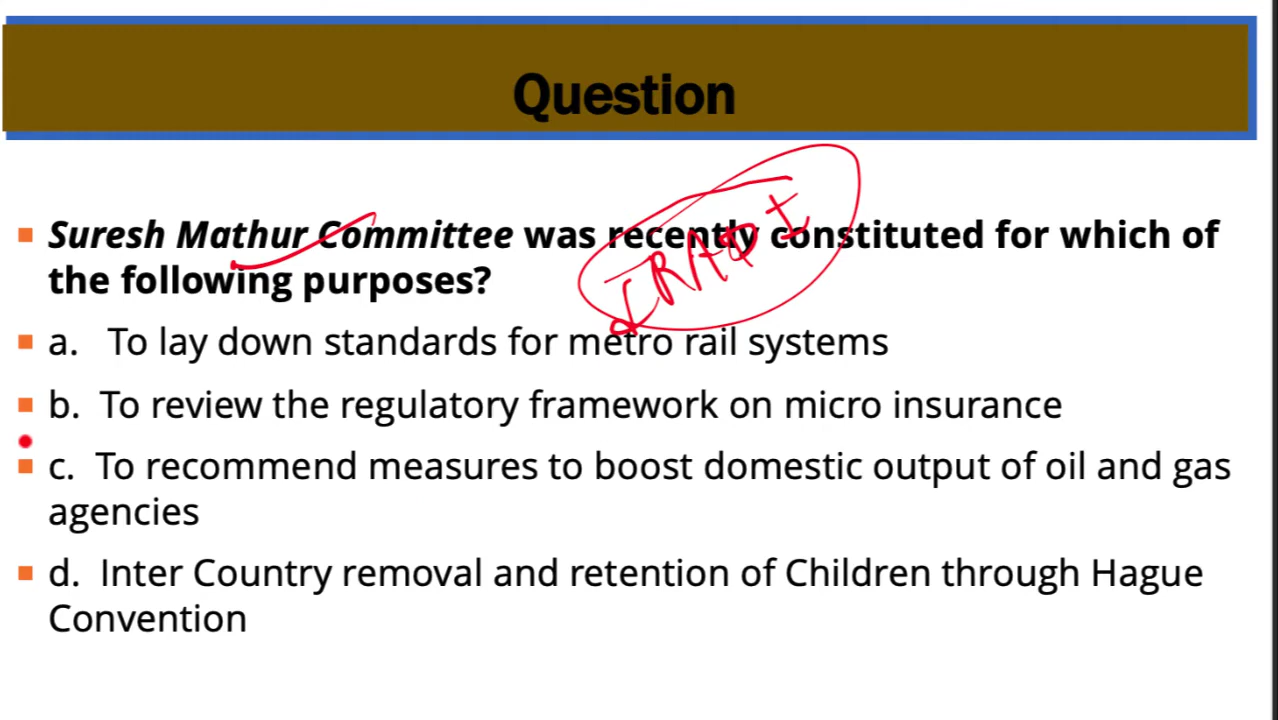 Question
Suresh Mathur Committee was recently constituted for which of
the following purposes?
IRADI
a. To lay down standards for metro rail systems
b. To review the regulatory framework on micro insurance
c. To recommend measures to boost domestic output of oil and gas
agencies
d. Inter Country removal and retention of Children through Hague
Convention